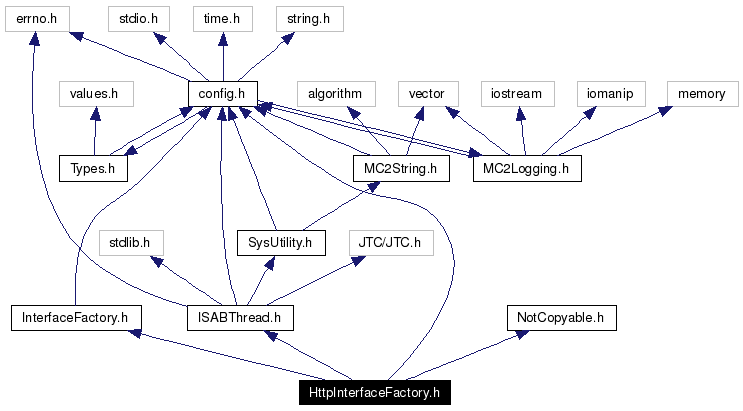 errno.h
stdio.h
time.h
string.h
values.h
config.h
algorithm
vector
iostream
iomanip
memory
Types.h
MC2String.h
MC2Logging.h
stdlib.h
SysUtility.h
JTC/JTC.h
InterfaceFactory.h
ISABThread.h
NotCopyable.h
HttpInterfaceFactory.h